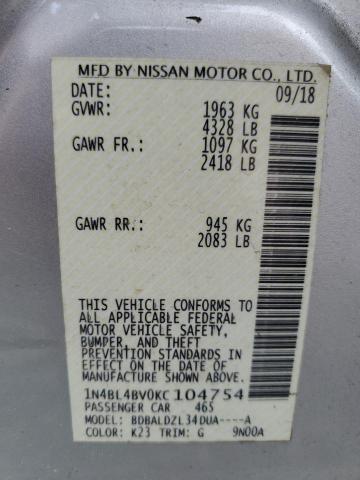 MFD BY NISSAN MOTOR CO., LTD.
DATE: 09/18
GVWR: 1963 KG
4328 LB
GAWR FR.: 1097 KG
2418 LB
GAWR RR.: 945 KG
2083 LB
THIS VEHICLE CONFORMS TO
ALL APPLICABLE FEDERAL
MOTOR VEHICLE SAFETY,
BUMPER, AND THEFT
PREVENTION STANDARDS IN
EFFECT ON THE DATE OF
MANUFACTURE SHOWN ABOVE.
1N4BL4BV0KC104754
PASSENGER CAR 465
MODEL: BDBALDZL34DUA----A
COLOR: K23 TRIM: G 9N00A